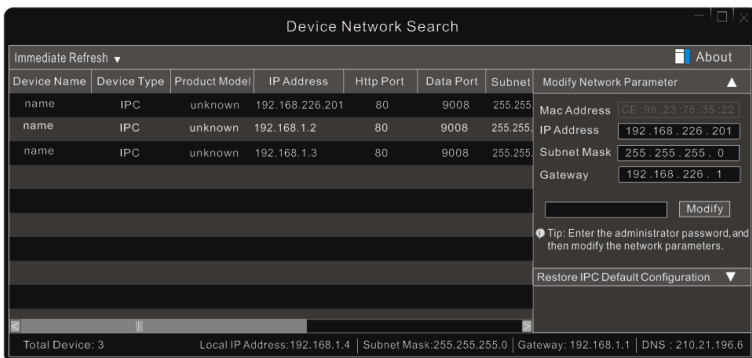 Device Network Search
Immediate Refresh ▼
About
Device Name Device Type Product Model IP Address Http Port Data Port Subnet
name IPC unknown 192.168.226.201 80 9008 255.255
name IPC unknown 192.168.1.2 80 9008 255.255.
name IPC unknown 192.168.1.3 80 9008 255.255.
Modify Network Parameter ▲
Mac Address CE:98:23:75:35:22
IP Address 192.168.226.201
Subnet Mask 255.255.255.0
Gateway 192.168.226.1
Modify
Tip: Enter the administrator password,and
then modify the network parameters.
Restore IPC Default Configuration ▼
Total Device: 3 Local IP Address:192.168.1.4 Subnet Mask:255.255.255.0 Gateway: 192.168.1.1 DNS : 210.21.196.6